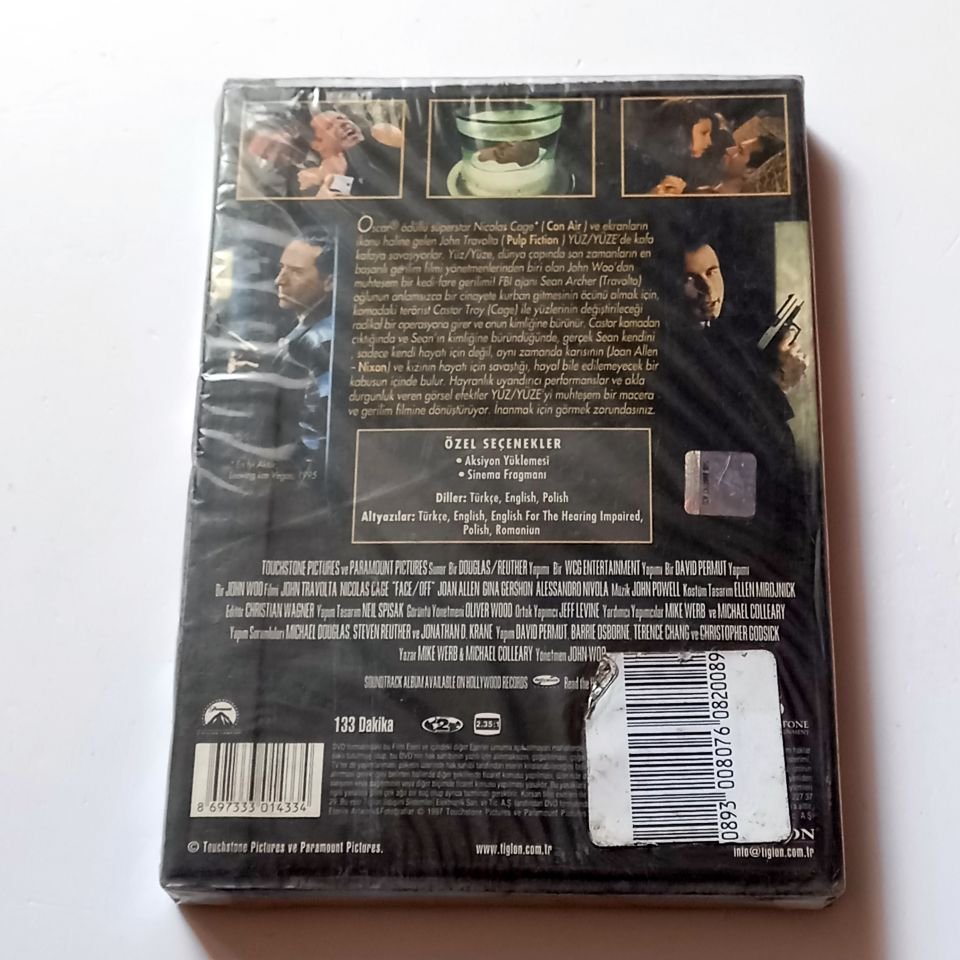 Oscar® ödüllü süperstar Nicolas Cage* ( Con Air ) ve ekranların
ikonu haline gelen John Travolta ( Pulp Fiction ) YÜZ/YÜZE'de kafa
kafaya savaşıyorlar. Yüz/Yüze, dünya çapında son zamanların en
başarılı gerilim filmi yönetmenlerinden biri olan John Woo'dan
muhteşem bir kedi-fare gerilimi! FBI ajanı Sean Archer (Travolta)
oğlunun anlamsızca bir cinayete kurban gitmesinin öcünü almak için,
komadaki terörist Castor Troy (Cage) ile yüzlerinin değiştirileceği
radikal bir operasyona girer ve onun kimliğine bürünür. Castor komadan
çıktığında ve Sean'ın kimliğine büründüğünde, gerçek Sean kendini
sadece kendi hayatı için değil, aynı zamanda karısının (Joan Allen
- Nixon) ve kızının hayatı için savaştığı, hayal bile edilemeyecek bir
kabusun içinde bulur. Hayranlık uyandırıcı performanslar ve akla
durgunluk veren görsel efektler YÜZ/YÜZE'yi muhteşem bir macera
ve gerilim filmine dönüştürüyor. İnanmak için görmek zorundasınız.
* En İyi Aktör,
Leaving Las Vegas, 1995
ÖZEL SEÇENEKLER
• Aksiyon Yüklemesi
• Sinema Fragmanı
Diller: Türkçe, English, Polish
Altyazılar: Türkçe, English, English For The Hearing Impaired,
Polish, Romanian
TOUCHSTONE PICTURES ve PARAMOUNT PICTURES Sunar Bir DOUGLAS/REUTHER Yapımı Bir WCG ENTERTAINMENT Yapımı Bir DAVID PERMUT Yapımı
Bir JOHN WOO Filmi JOHN TRAVOLTA NICOLAS CAGE "FACE/OFF" JOAN ALLEN GINA GERSHON ALESSANDRO NIVOLA Müzik JOHN POWELL Kostüm Tasarım ELLEN MIROJNICK
Editör CHRISTIAN WAGNER Yapım Tasarım NEIL SPISAK Görüntü Yönetmeni OLIVER WOOD Ortak Yapımcı JEFF LEVINE Yardımcı Yapımcılar MIKE WERB ve MICHAEL COLLEARY
Yapım Sorumluları MICHAEL DOUGLAS STEVEN REUTHER ve JONATHAN D. KRANE Yapım DAVID PERMUT BARRIE OSBORNE, TERENCE CHANG ve CHRISTOPHER GODSICK
Yazar MIKE WERB & MICHAEL COLLEARY Yönetmen JOHN WOO
SOUNDTRACK ALBUM AVAILABLE ON HOLLYWOOD RECORDS Read the
133 Dakika 2 2.35:1
8 697333 014334
0893 008076 0820089
© Touchstone Pictures ve Paramount Pictures. www.tiglon.com.tr info@tiglon.com.tr